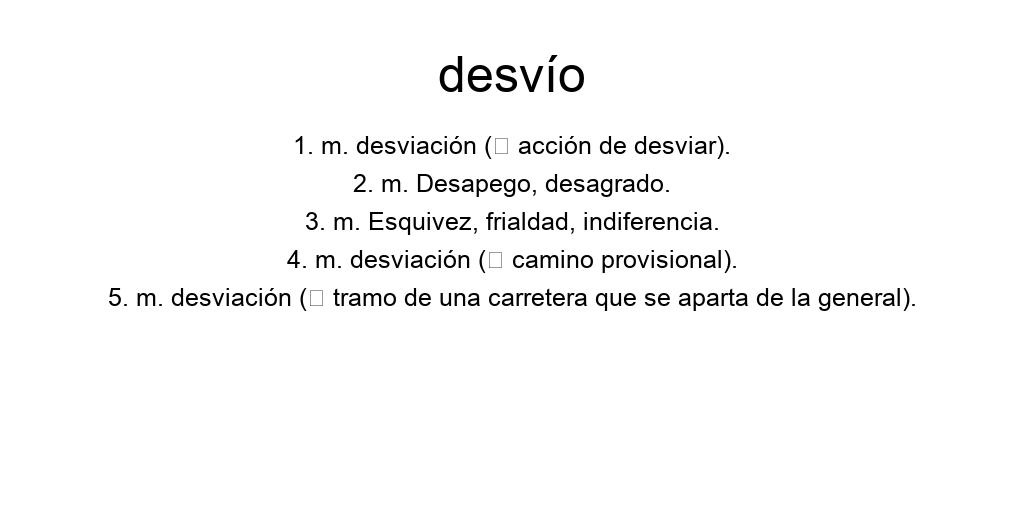 desvío
1. m. desviación (□ acción de desviar).
2. m. Desapego, desagrado.
3. m. Esquivez, frialdad, indiferencia.
4. m. desviación (□ camino provisional).
5. m. desviación (□ tramo de una carretera que se aparta de la general).